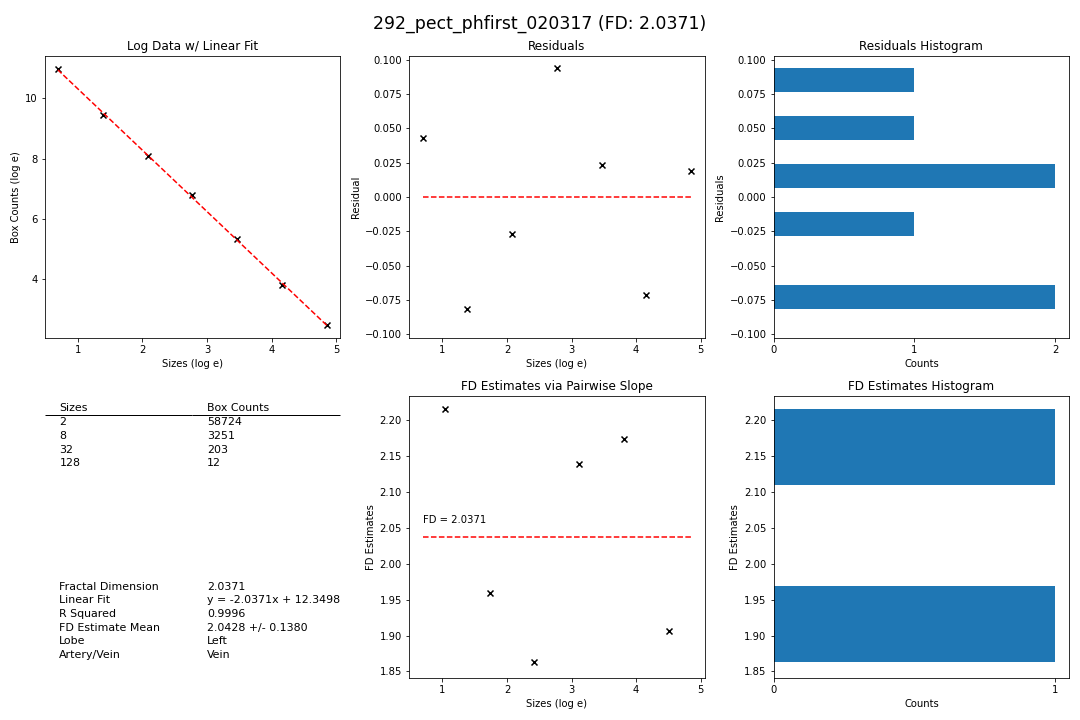 292_pect_phfirst_020317 (FD: 2.0371)
Log Data w/ Linear Fit
Box Counts (log e)
10
8
6
4
1 2 3 4 5
Sizes (log e)
Residuals
Residual
0.100
0.075
0.050
0.025
0.000
−0.025
−0.050
−0.075
−0.100
1 2 3 4 5
Sizes (log e)
Residuals Histogram
Residuals
0.100
0.075
0.050
0.025
0.000
−0.025
−0.050
−0.075
−0.100
0 1 2
Counts
Sizes Box Counts
2 58724
8 3251
32 203
128 12
Fractal Dimension 2.0371
Linear Fit y = -2.0371x + 12.3498
R Squared 0.9996
FD Estimate Mean 2.0428 +/- 0.1380
Lobe Left
Artery/Vein Vein
FD Estimates via Pairwise Slope
FD Estimates
2.20
2.15
2.10
2.05
2.00
1.95
1.90
1.85
FD = 2.0371
1 2 3 4 5
Sizes (log e)
FD Estimates Histogram
FD Estimates
2.20
2.15
2.10
2.05
2.00
1.95
1.90
1.85
0 1
Counts